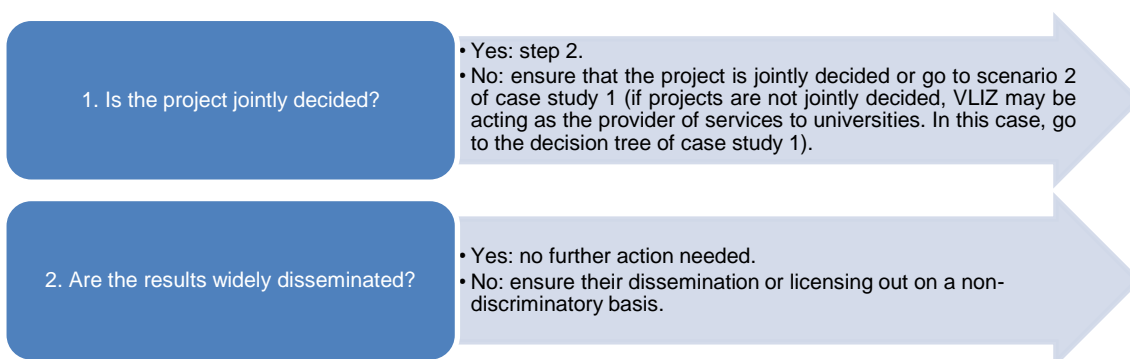 1. Is the project jointly decided?
• Yes: step 2.
• No: ensure that the project is jointly decided or go to scenario 2
of case study 1 (if projects are not jointly decided, VLIZ may be
acting as the provider of services to universities. In this case, go
to the decision tree of case study 1).
2. Are the results widely disseminated?
• Yes: no further action needed.
• No: ensure their dissemination or licensing out on a non-
discriminatory basis.